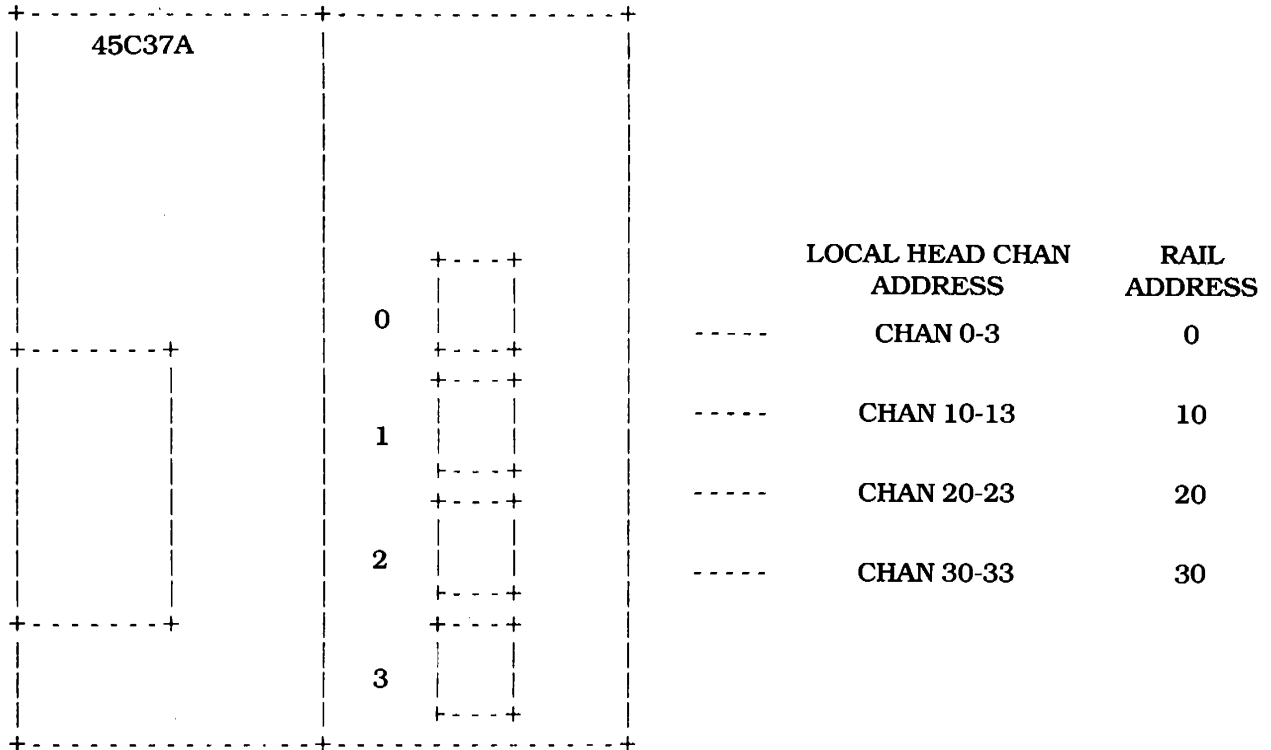 45C37A
LOCAL HEAD CHAN RAIL
ADDRESS ADDRESS
0 ----- CHAN 0-3 0
1 ----- CHAN 10-13 10
2 ----- CHAN 20-23 20
3 ----- CHAN 30-33 30